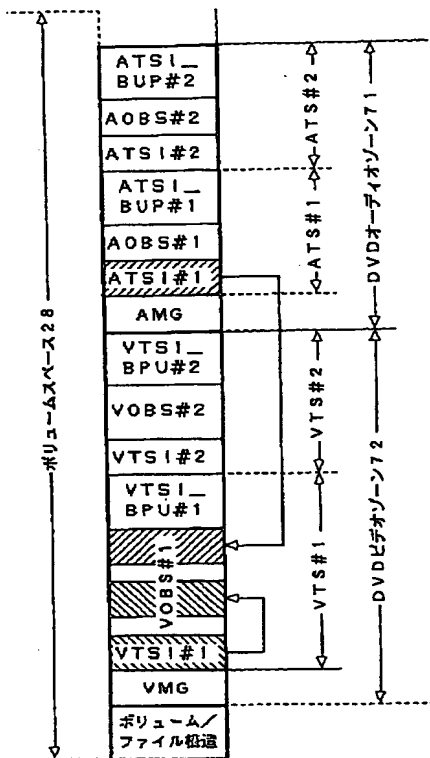 ATSI_
BUP#2
AOBS#2
ATSI#2
ATSI_
BUP#1
AOBS#1
ATSI#1
AMG
VTSI_
BPU#2
VOBS#2
VTSI#2
VTSI_
BPU#1
VOBS#1
VTSI#1
VMG
ボリューム/
ファイル構造
ボリュームスペース28
ATS#2
ATS#1
VTS#2
VTS#1
DVDオーディオゾーン71
DVDビデオゾーン72